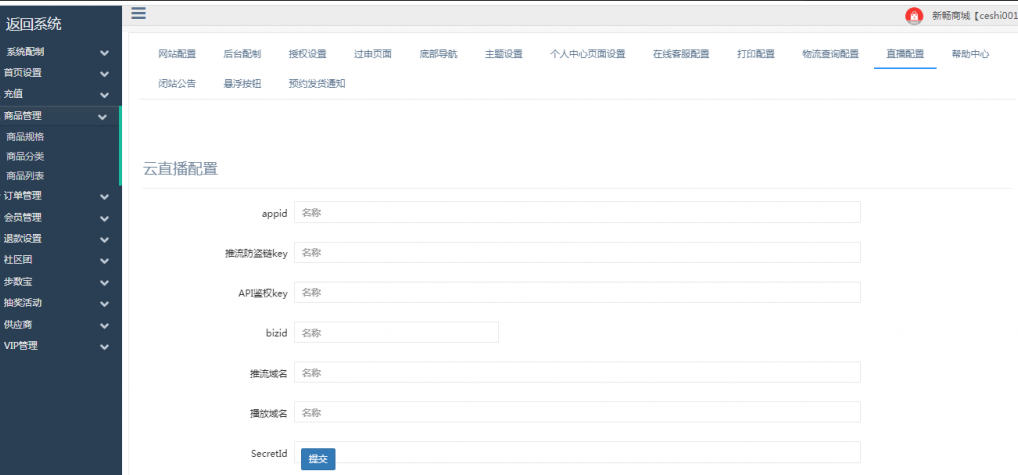 返回系统
新畅商城【ceshi001
系统配制
首页设置
充值
商品管理
商品规格
商品分类
商品列表
订单管理
会员管理
退款设置
社区团
步数宝
抽奖活动
供应商
VIP管理
网站配置 后台配制 授权设置 过审页面 底部导航 主题设置 个人中心页面设置 在线客服配置 打印配置 物流查询配置 直播配置 帮助中心
闭站公告 悬浮按钮 预约发货通知
云直播配置
appid 名称
推流防盗链key 名称
API鉴权key 名称
bizid 名称
推流域名 名称
播放域名 名称
SecretId
提交